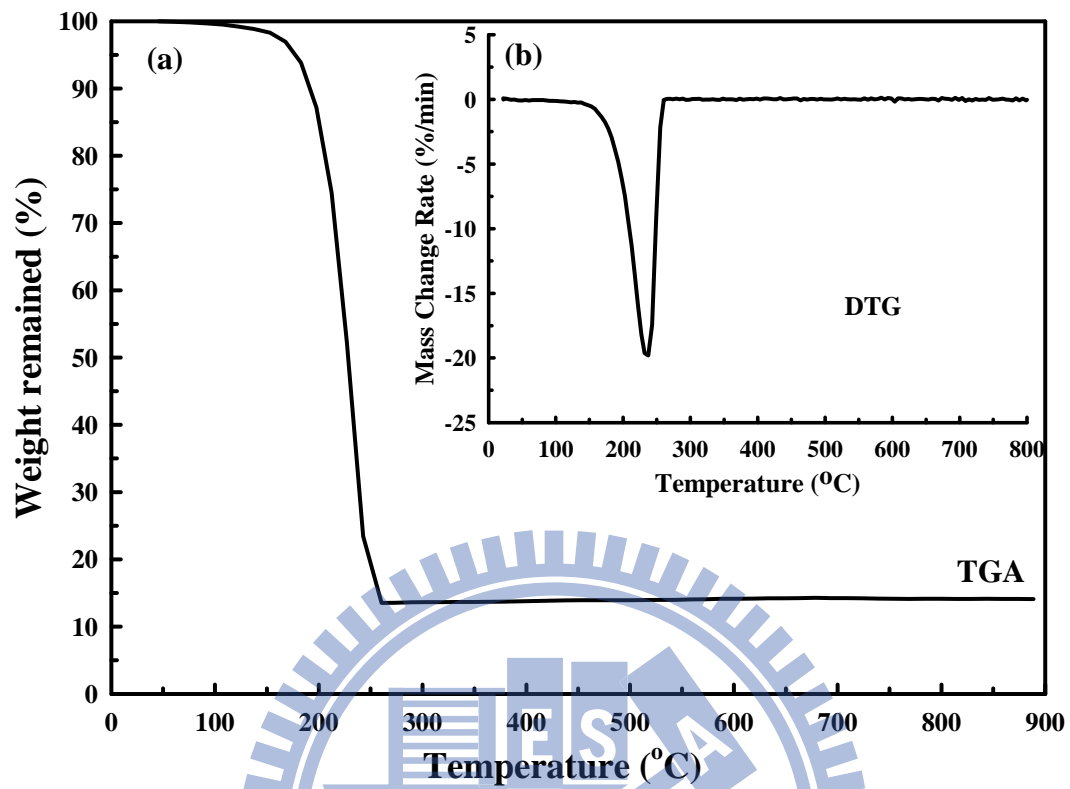 (a)
100
90
80
70
60
50
40
30
20
10
0
Weight remained (%)
0 100 200 300 400 500 600 700 800 900
Temperature (°C)
TGA
(b)
5
0
-5
-10
-15
-20
-25
Mass Change Rate (%/min)
DTG
0 100 200 300 400 500 600 700 800
Temperature (°C)
ESA